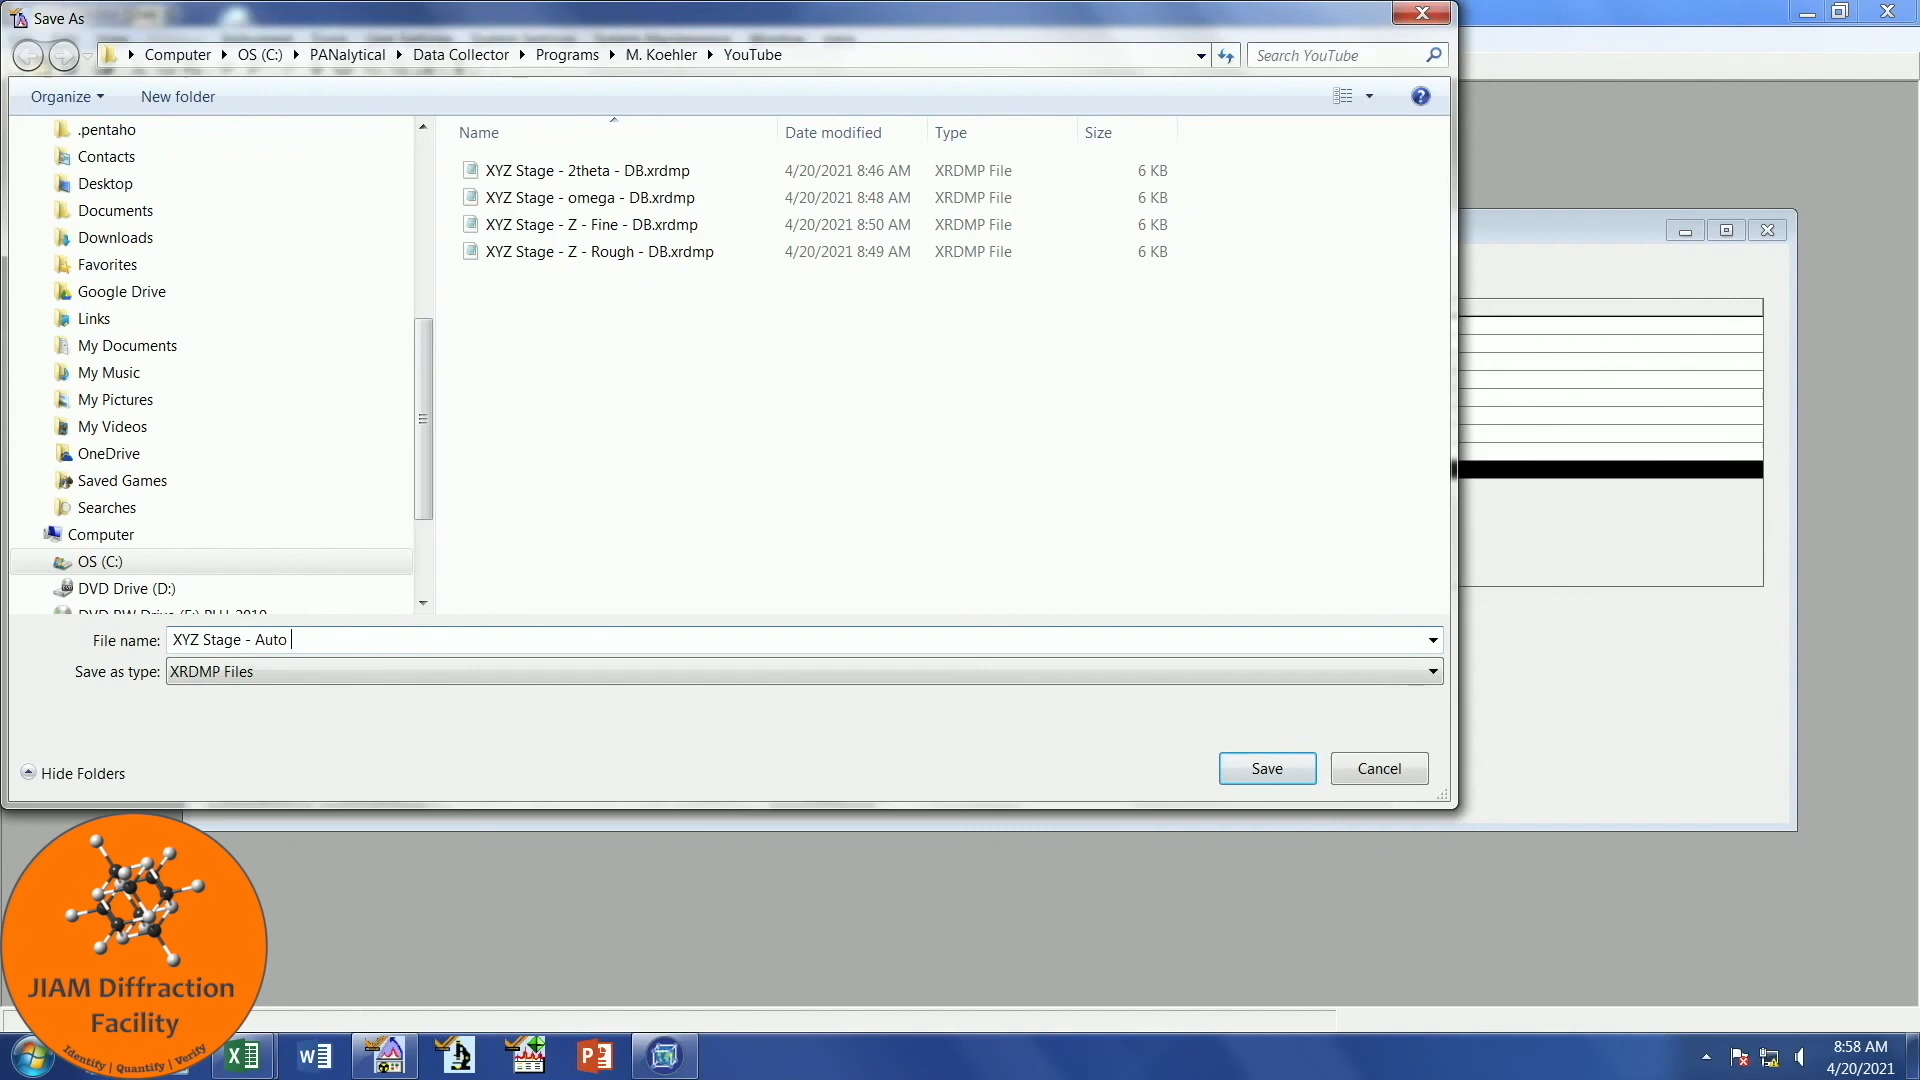 Save As
Computer OS (C:) PANalytical Data Collector Programs M. Koehler YouTube
Search YouTube
Organize New folder
.pentaho
Contacts
Desktop
Documents
Downloads
Favorites
Google Drive
Links
My Documents
My Music
My Pictures
My Videos
OneDrive
Saved Games
Searches
Computer
OS (C:)
DVD Drive (D:)
Name Date modified Type Size
XYZ Stage - 2theta - DB.xrdmp 4/20/2021 8:46 AM XRDMP File 6 KB
XYZ Stage - omega - DB.xrdmp 4/20/2021 8:48 AM XRDMP File 6 KB
XYZ Stage - Z - Fine - DB.xrdmp 4/20/2021 8:50 AM XRDMP File 6 KB
XYZ Stage - Z - Rough - DB.xrdmp 4/20/2021 8:49 AM XRDMP File 6 KB
File name: XYZ Stage - Auto
Save as type: XRDMP Files
Hide Folders
Save Cancel
JIAM Diffraction
Facility
Identify | Quantify | Verify
8:58 AM
4/20/2021